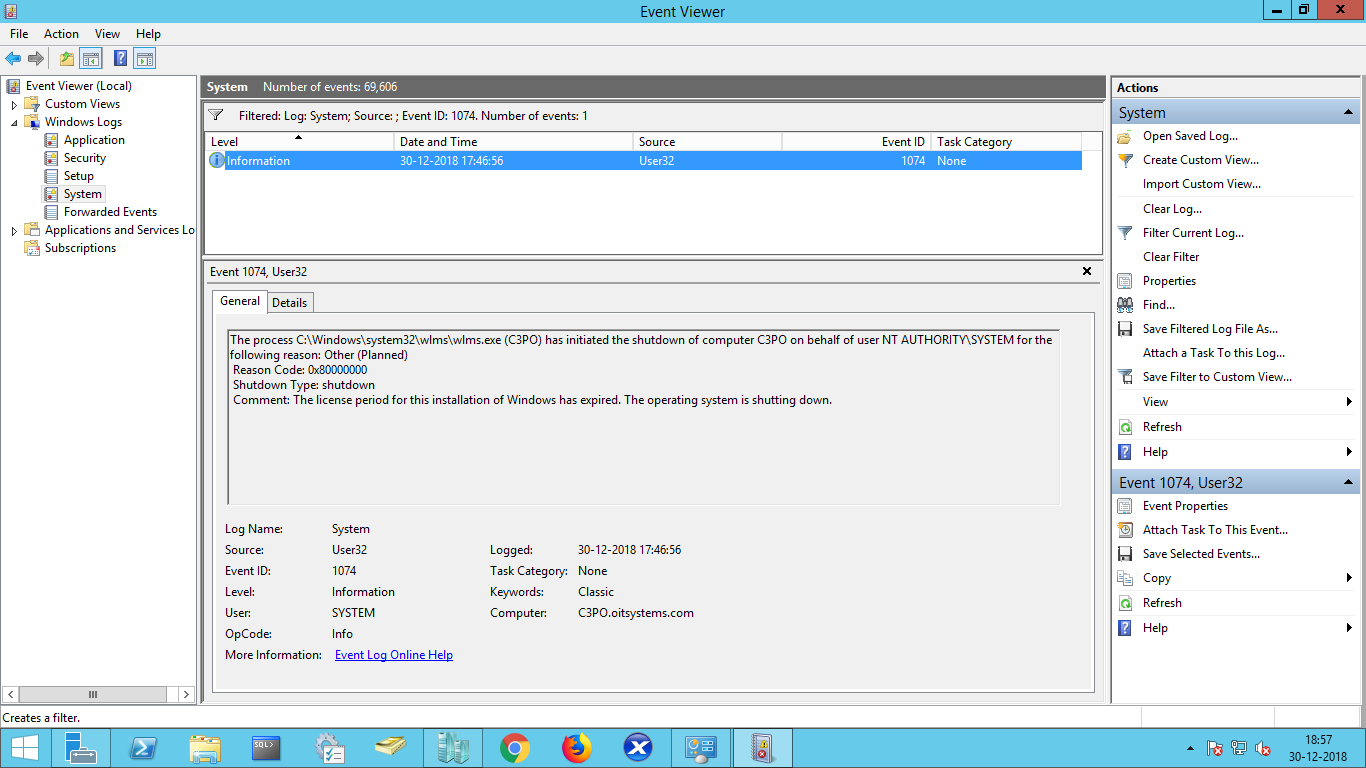 Event Viewer
File Action View Help
Event Viewer (Local)
Custom Views
Windows Logs
Application
Security
Setup
System
Forwarded Events
Applications and Services Lo
Subscriptions
System Number of events: 69,606
Filtered: Log: System; Source: ; Event ID: 1074. Number of events: 1
Level Date and Time Source Event ID Task Category
Information 30-12-2018 17:46:56 User32 1074 None
Event 1074, User32
General Details
The process C:\Windows\system32\wlms\wlms.exe (C3PO) has initiated the shutdown of computer C3PO on behalf of user NT AUTHORITY\SYSTEM for the
following reason: Other (Planned)
Reason Code: 0x80000000
Shutdown Type: shutdown
Comment: The license period for this installation of Windows has expired. The operating system is shutting down.
Log Name: System
Source: User32 Logged: 30-12-2018 17:46:56
Event ID: 1074 Task Category: None
Level: Information Keywords: Classic
User: SYSTEM Computer: C3PO.oitsystems.com
OpCode: Info
More Information: Event Log Online Help
Actions
System
Open Saved Log...
Create Custom View...
Import Custom View...
Clear Log...
Filter Current Log...
Clear Filter
Properties
Find...
Save Filtered Log File As...
Attach a Task To this Log...
Save Filter to Custom View...
View
Refresh
Help
Event 1074, User32
Event Properties
Attach Task To This Event...
Save Selected Events...
Copy
Refresh
Help
Creates a filter.
SQL>
18:57
30-12-2018